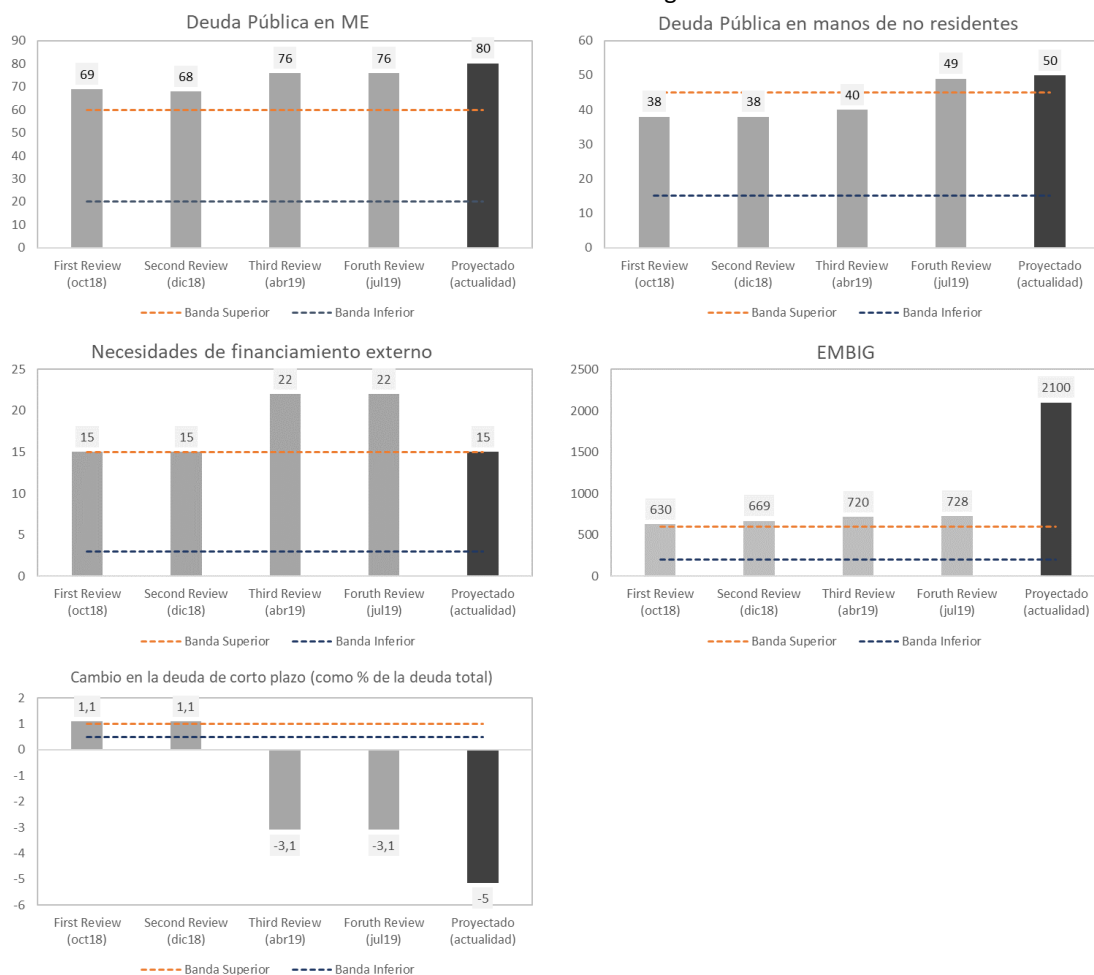 Deuda Pública en ME
90
80
70
60
50
40
30
20
10
0
69
68
76
76
80
First Review (oct18)
Second Review (dic18)
Third Review (abr19)
Foruth Review (jul19)
Proyectado (actualidad)
Banda Superior
Banda Inferior
Deuda Pública en manos de no residentes
60
50
40
30
20
10
0
38
38
40
49
50
First Review (oct18)
Second Review (dic18)
Third Review (abr19)
Foruth Review (jul19)
Proyectado (actualidad)
Banda Superior
Banda Inferior
Necesidades de financiamiento externo
25
20
15
10
5
0
15
15
22
22
15
First Review (oct18)
Second Review (dic18)
Third Review (abr19)
Foruth Review (jul19)
Proyectado (actualidad)
Banda Superior
Banda Inferior
EMBIG
2500
2000
1500
1000
500
0
630
669
720
728
2100
First Review (oct18)
Second Review (dic18)
Third Review (abr19)
Foruth Review (jul19)
Proyectado (actualidad)
Banda Superior
Banda Inferior
Cambio en la deuda de corto plazo (como % de la deuda total)
2
1
0
-1
-2
-3
-4
-5
-6
1,1
1,1
-3,1
-3,1
-5
First Review (oct18)
Second Review (dic18)
Third Review (abr19)
Foruth Review (jul19)
Proyectado (actualidad)
Banda Superior
Banda Inferior